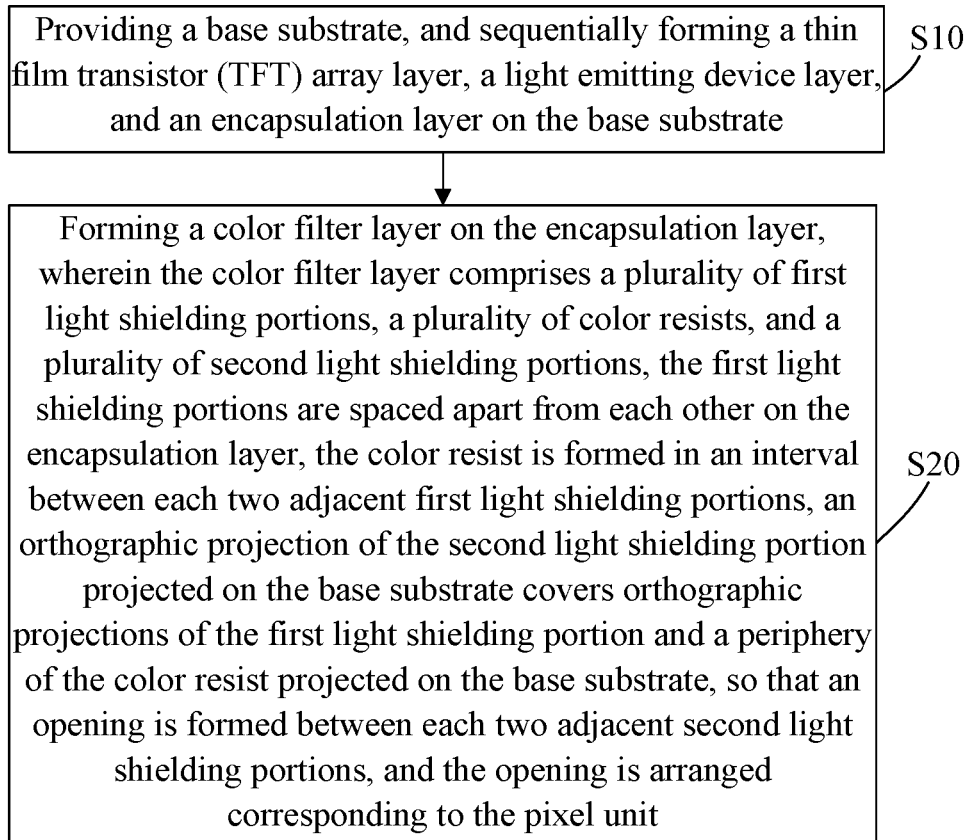 Providing a base substrate, and sequentially forming a thin
film transistor (TFT) array layer, a light emitting device layer,
and an encapsulation layer on the base substrate
S10
Forming a color filter layer on the encapsulation layer,
wherein the color filter layer comprises a plurality of first
light shielding portions, a plurality of color resists, and a
plurality of second light shielding portions, the first light
shielding portions are spaced apart from each other on the
encapsulation layer, the color resist is formed in an interval
between each two adjacent first light shielding portions, an
orthographic projection of the second light shielding portion
projected on the base substrate covers orthographic
projections of the first light shielding portion and a periphery
of the color resist projected on the base substrate, so that an
opening is formed between each two adjacent second light
shielding portions, and the opening is arranged
corresponding to the pixel unit
S20